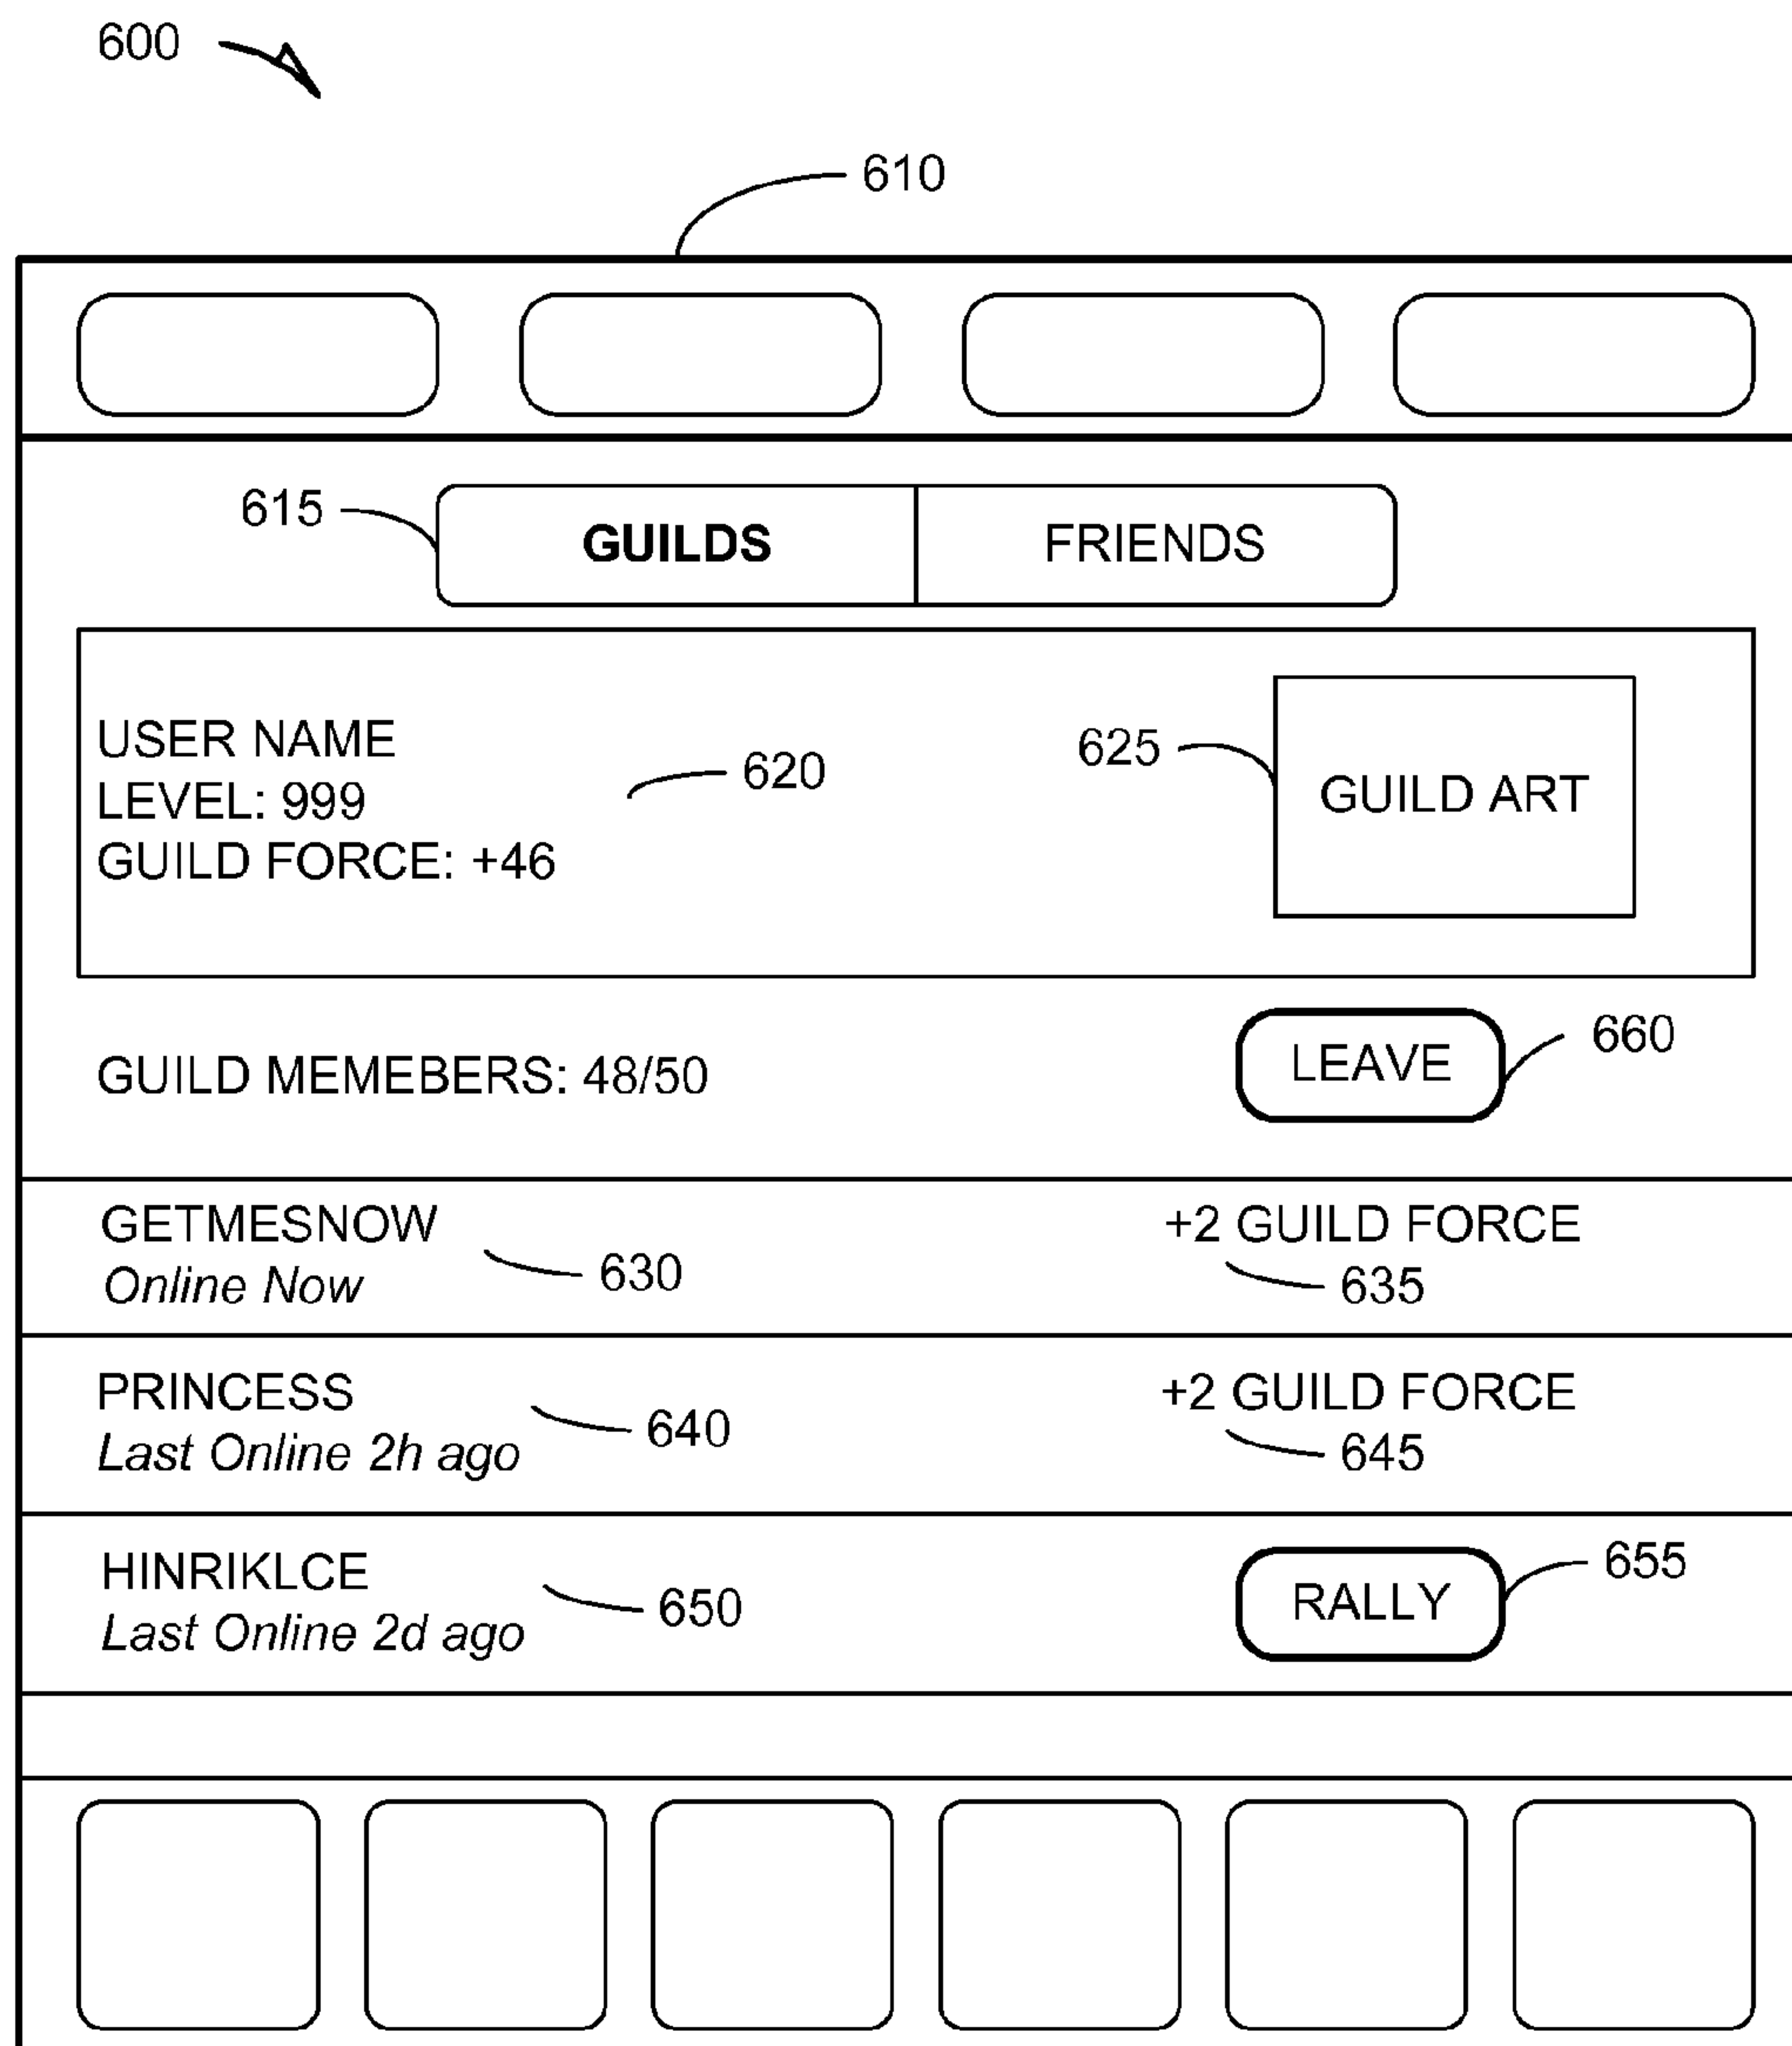 600
610
615
GUILDS FRIENDS
USER NAME
LEVEL: 999
GUILD FORCE: +46
620
625
GUILD ART
GUILD MEMEBERS: 48/50
LEAVE
660
GETMESNOW
Online Now
630
+2 GUILD FORCE
635
PRINCESS
Last Online 2h ago
640
+2 GUILD FORCE
645
HINRIKLCE
Last Online 2d ago
650
RALLY
655